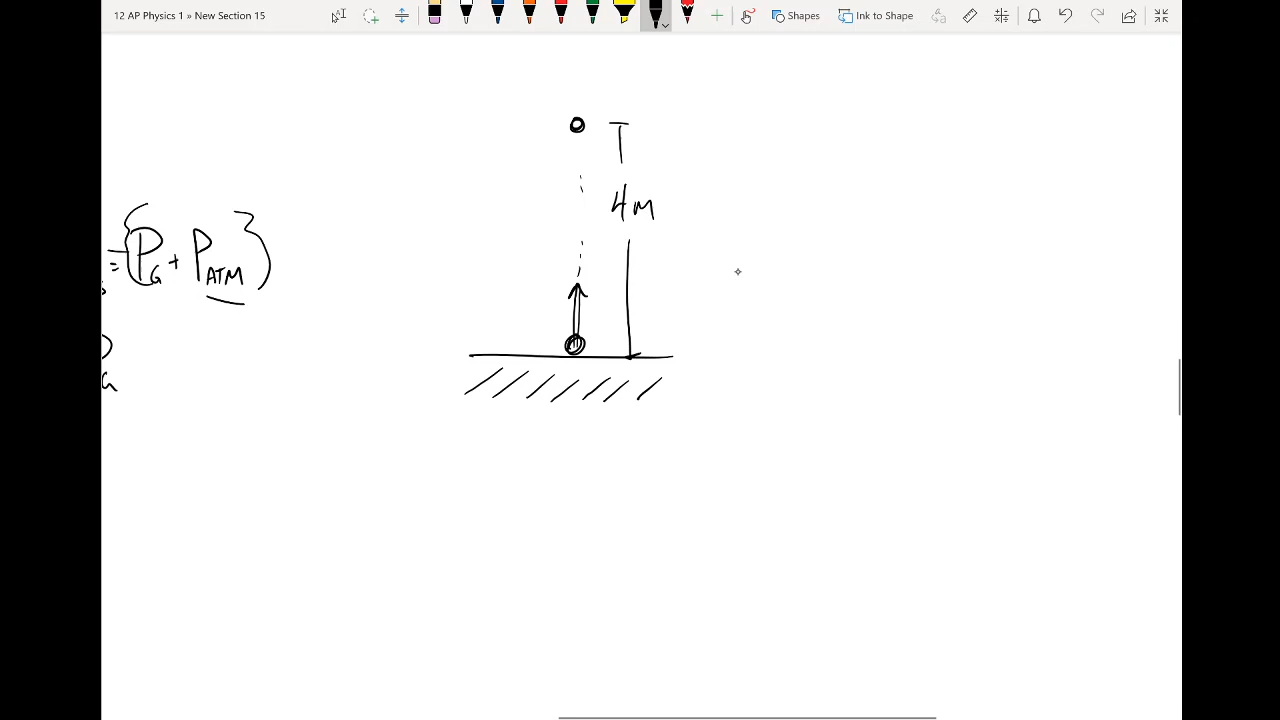 12 AP Physics 1 » New Section 15
Shapes
Ink to Shape
4m
= {P_G + P_ATM}
G